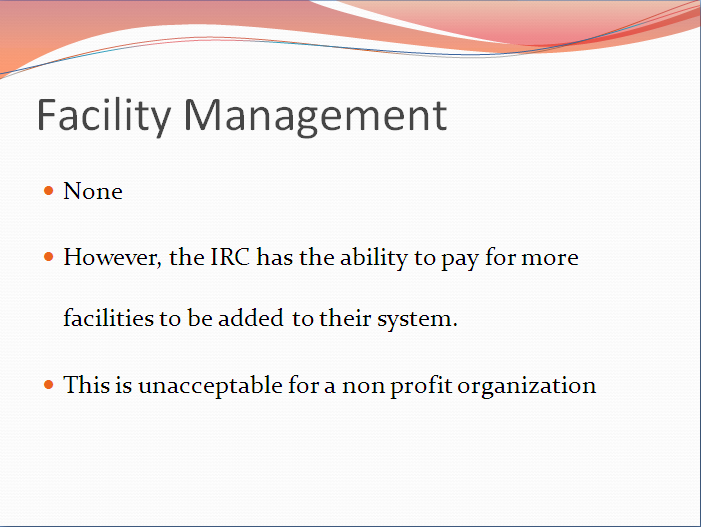 Facility Management
None
However, the IRC has the ability to pay for more
facilities to be added to their system.
This is unacceptable for a non profit organization